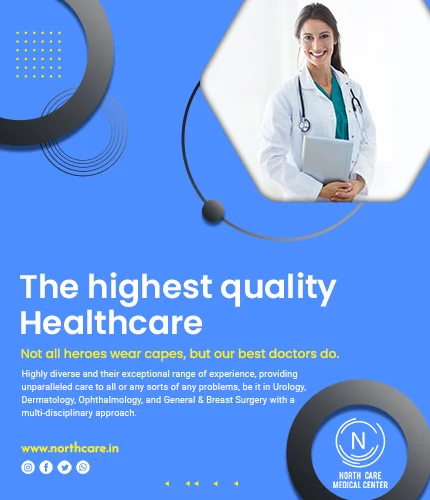 The highest quality
Healthcare
Not all heroes wear capes, but our best doctors do.
Highly diverse and their exceptional range of experience, providing
unparalleled care to all or any sorts of any problems, be it in Urology,
Dermatology, Ophthalmology, and General & Breast Surgery with a
multi-disciplinary approach.
www.northcare.in
N
NORTH CARE
MEDICAL CENTER